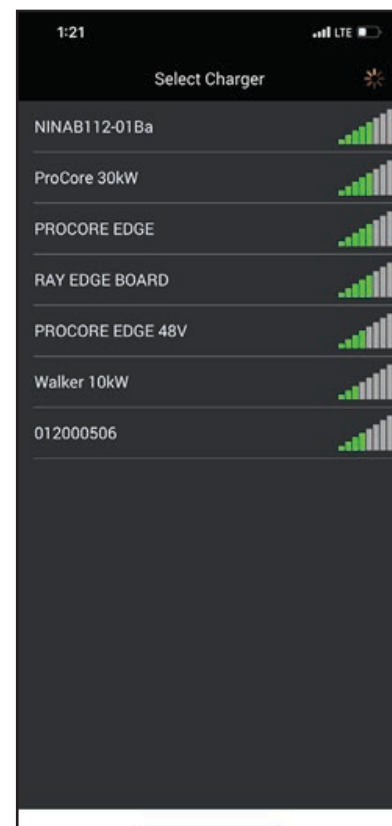 1:21
LTE
Select Charger
NINAB112-01Ba
ProCore 30kW
PROCORE EDGE
RAY EDGE BOARD
PROCORE EDGE 48V
Walker 10kW
012000506